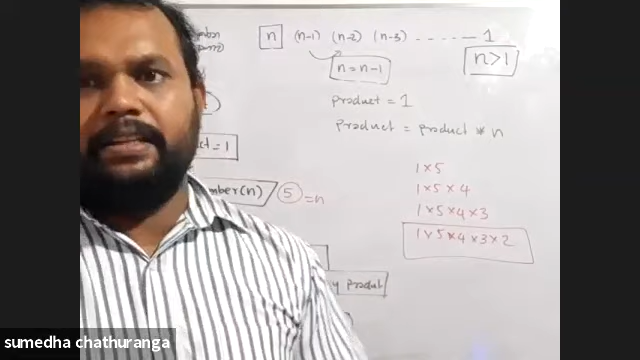 n (n-1) (n-2) (n-3) ------ 1
n = n-1
n>1
product = 1
product = product * n
ct = 1
mber(n) 5 = n
1×5
1×5×4
1×5×4×3
1×5×4×3×2
y product
sumedha chathuranga